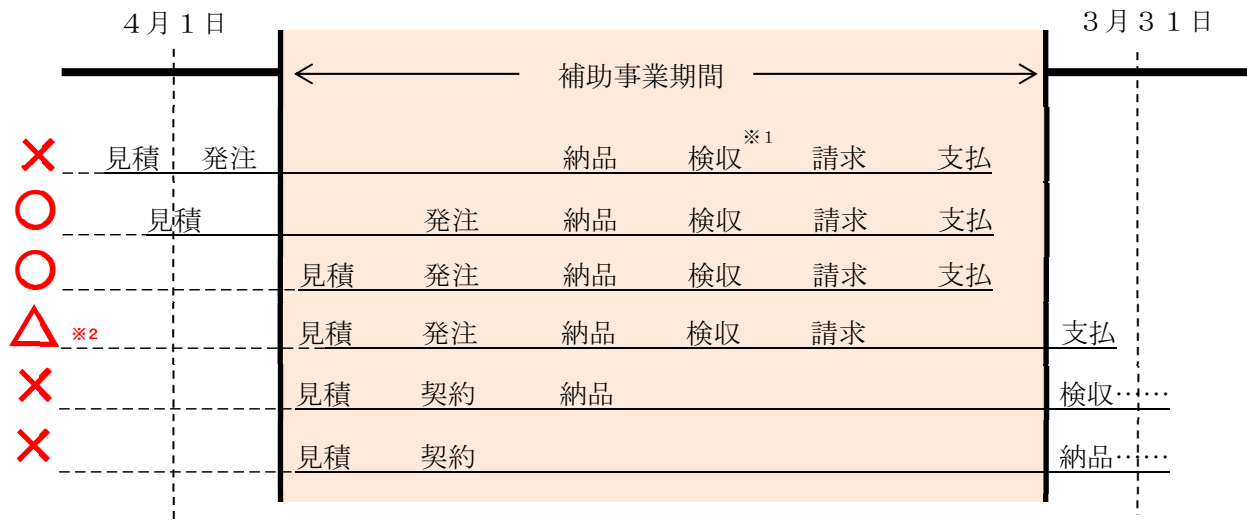 ４月１日
３月３１日
補助事業期間
× 見積 発注 納品 検収※1 請求 支払
○ 見積 発注 納品 検収 請求 支払
○ 見積 発注 納品 検収 請求 支払
△ ※2 見積 発注 納品 検収 請求 支払
× 見積 契約 納品 検収……
× 見積 契約 納品……